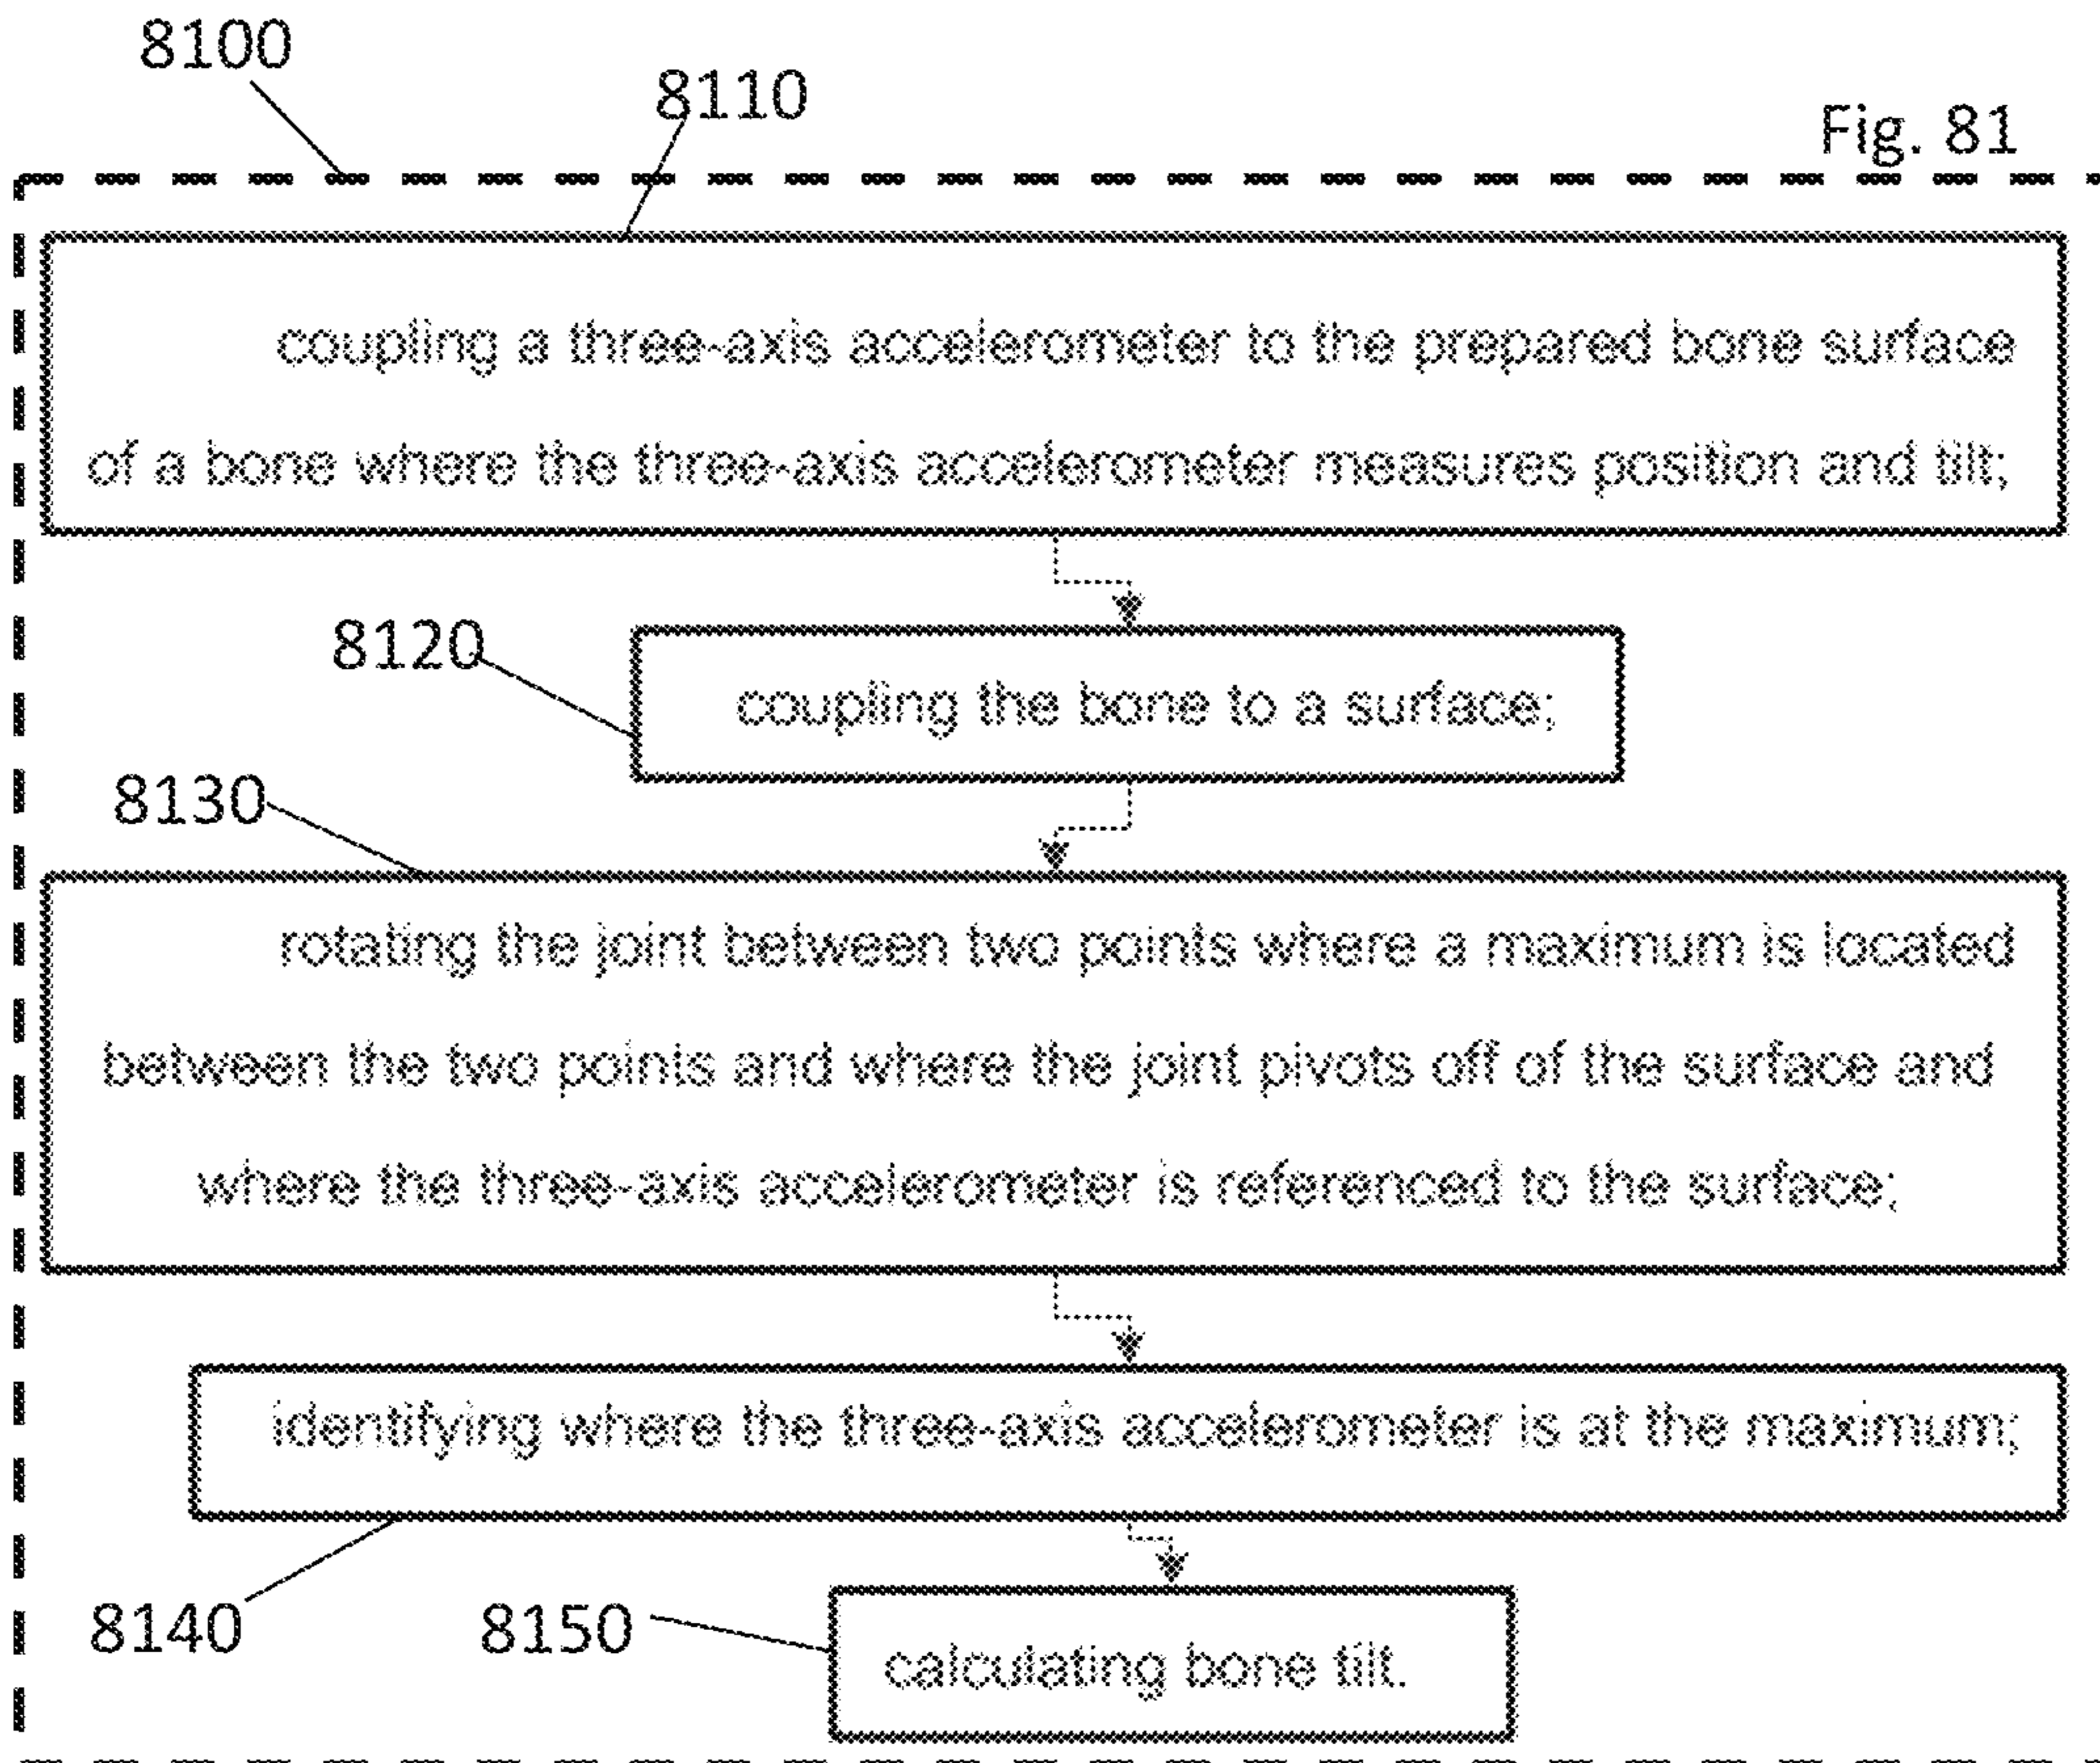 8100
8110
Fig. 81
coupling a three-axis accelerometer to the prepared bone surface
of a bone where the three-axis accelerometer measures position and tilt;
8120
coupling the bone to a surface;
8130
rotating the joint between two points where a maximum is located
between the two points and where the joint pivots off of the surface and
where the three-axis accelerometer is referenced to the surface;
identifying where the three-axis accelerometer is at the maximum;
8140
8150
calculating bone tilt.